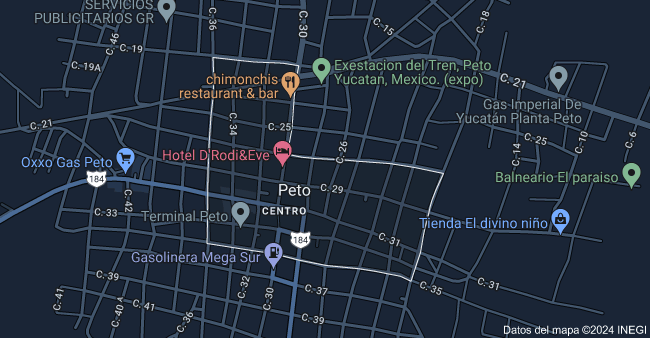 SERVICIOS
PUBLICITARIOS GR
C. 46
C. 36
C. 30
C. 15
C. 18
C. 19
C. 19A
Exestacion del Tren, Peto
Yucatan, Mexico. (expo)
chimonchis
restaurant & bar
C. 21
Gas Imperial De
Yucatán Planta Peto
C. 21
C. 34
C. 25
C. 26
C. 14
C. 10
C. 6
Oxxo Gas Peto
Hotel D'Rodi&Eve
184
Peto
C. 29
Balneario El paraiso
C. 42
C. 33
Terminal Peto
CENTRO
Tienda El divino niño
184
C. 31
Gasolinera Mega Sur
C. 41
C. 40 A
C. 32
C. 30
C. 37
C. 35
C. 31
C. 39
C. 39
Datos del mapa ©2024 INEGI